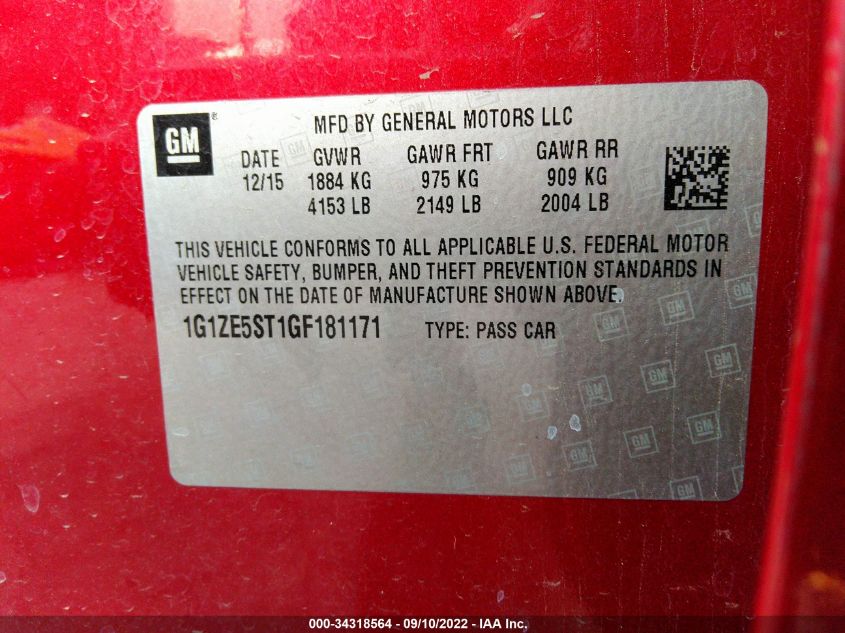 GM ® MFD BY GENERAL MOTORS LLC
DATE GVWR GAWR FRT GAWR RR
12/15 1884 KG 975 KG 909 KG
4153 LB 2149 LB 2004 LB
THIS VEHICLE CONFORMS TO ALL APPLICABLE U.S. FEDERAL MOTOR
VEHICLE SAFETY, BUMPER, AND THEFT PREVENTION STANDARDS IN
EFFECT ON THE DATE OF MANUFACTURE SHOWN ABOVE.
1G1ZE5ST1GF181171 TYPE: PASS CAR
000-34318564 - 09/10/2022 - IAA Inc.